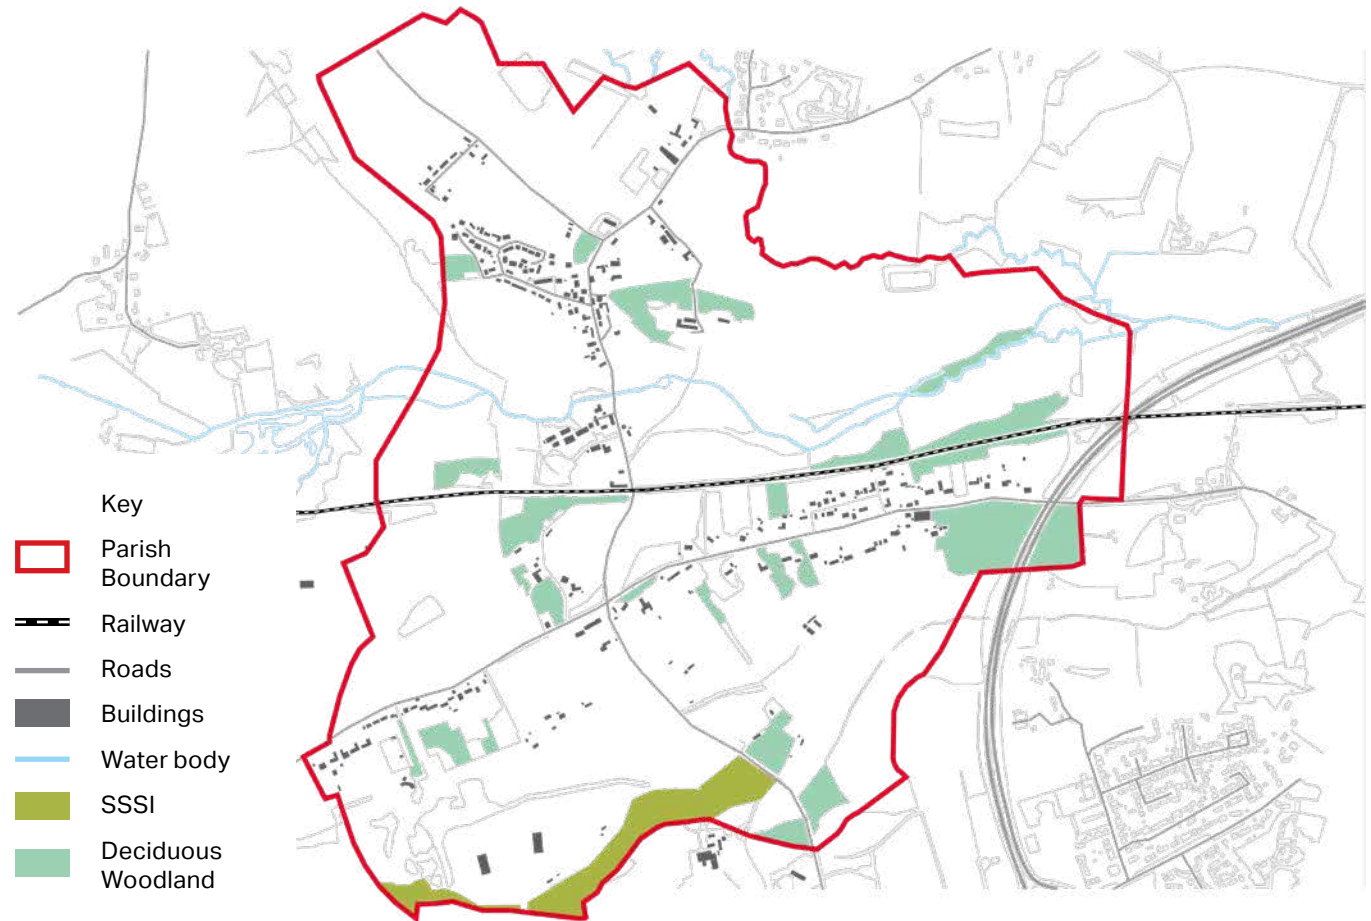 Key
Parish
Boundary
Railway
Roads
Buildings
Water body
SSSI
Deciduous
Woodland